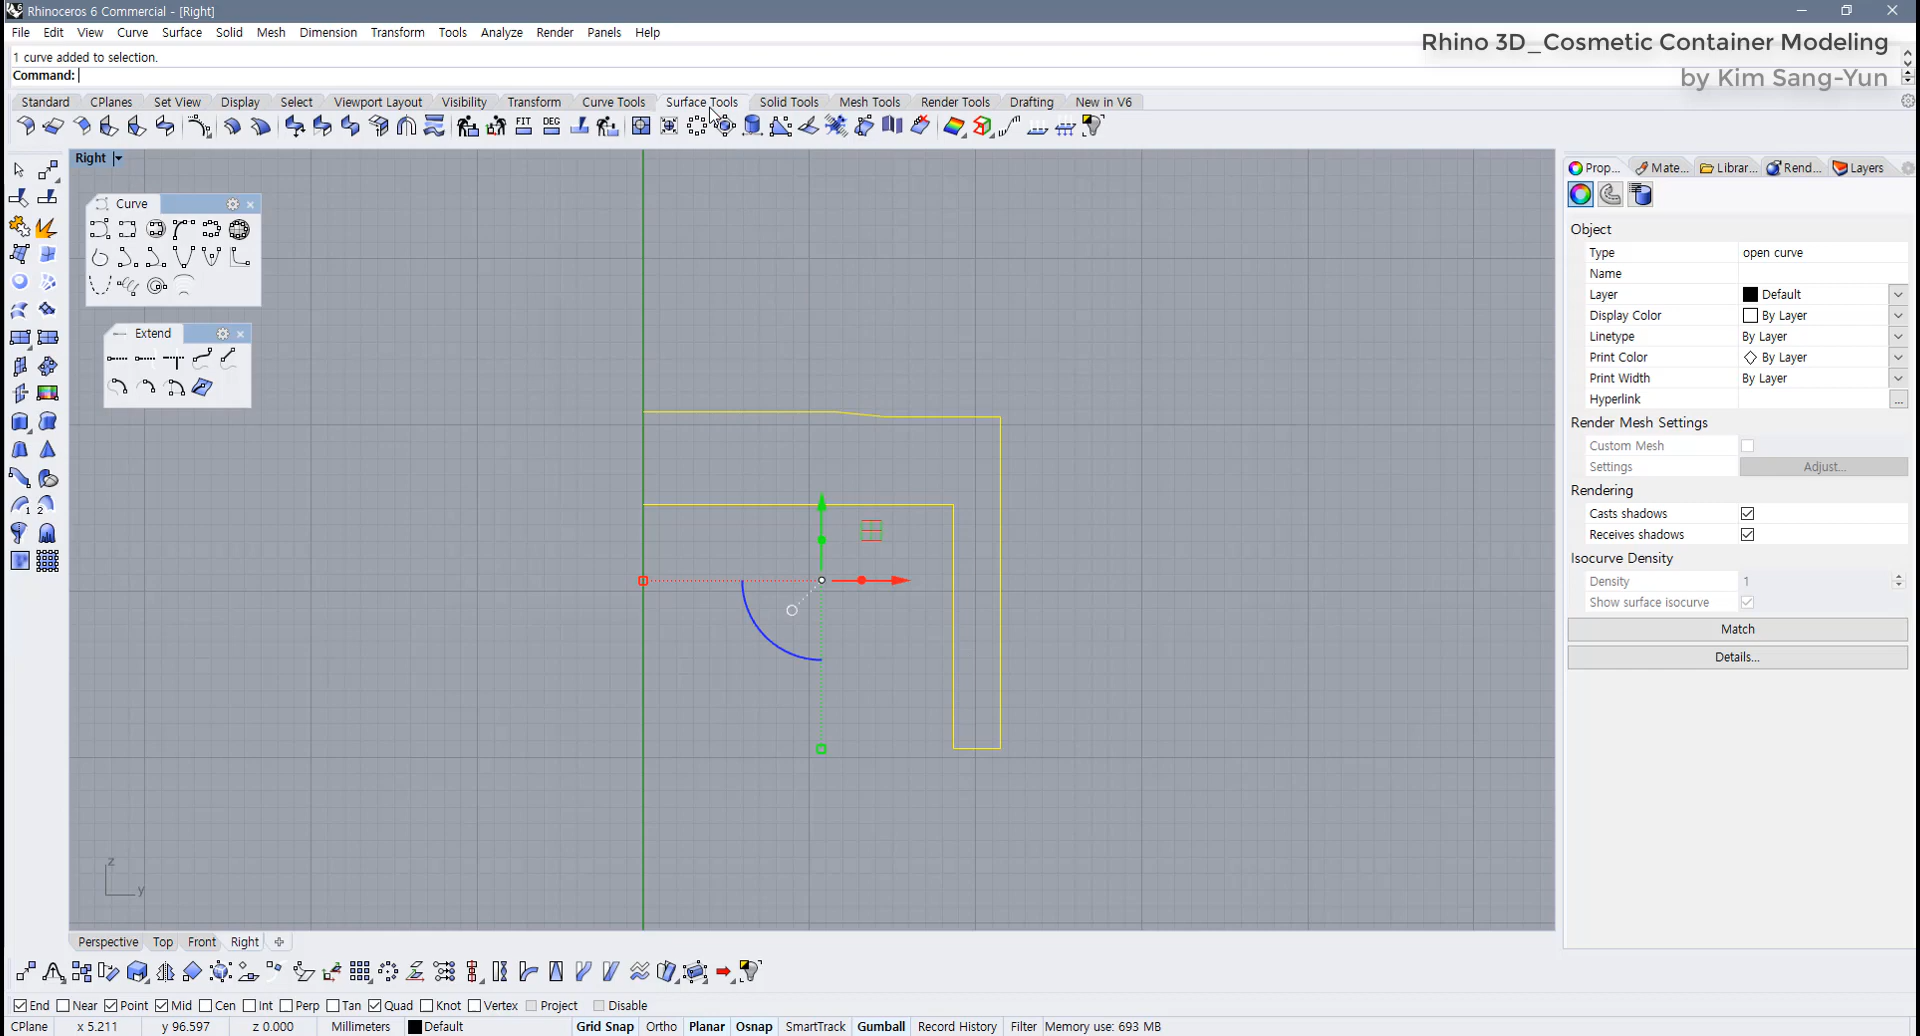 Rhinoceros 6 Commercial - [Right]
File Edit View Curve Surface Solid Mesh Dimension Transform Tools Analyze Render Panels Help
Rhino 3D_Cosmetic Container Modeling
1 curve added to selection.
Command:
by Kim Sang-Yun
Standard CPlanes Set View Display Select Viewport Layout Visibility Transform Curve Tools Surface Tools Solid Tools Mesh Tools Render Tools Drafting New in V6
FIT DEG
Right
Prop... Mate... Librar... Rend... Layers
Curve
Object
Type open curve
Name
Layer Default
Display Color By Layer
Extend
Linetype By Layer
Print Color By Layer
Print Width By Layer
Hyperlink ...
Render Mesh Settings
Custom Mesh
Settings Adjust...
Rendering
Casts shadows
Receives shadows
Isocurve Density
Density 1
Show surface isocurve
Match
Details...
1 2
z
y
Perspective Top Front Right
End Near Point Mid Cen Int Perp Tan Quad Knot Vertex Project Disable
CPlane x 5.211 y 96.597 z 0.000 Millimeters Default Grid Snap Ortho Planar Osnap SmartTrack Gumball Record History Filter Memory use: 693 MB